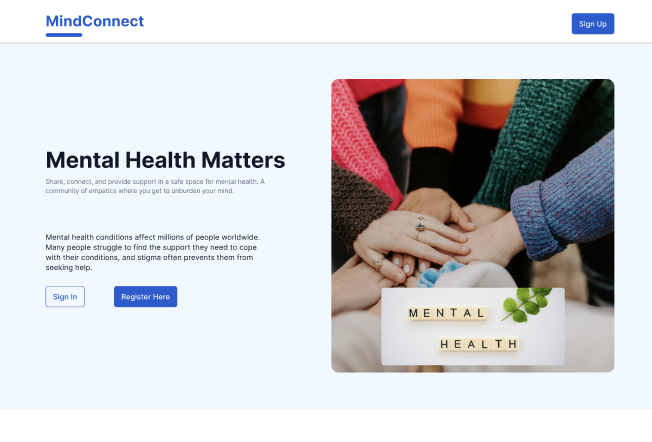 MindConnect
Sign Up
Mental Health Matters
Share, connect, and provide support in a safe space for mental health. A
community of empatics where you get to unburden your mind.
Mental health conditions affect millions of people worldwide.
Many people struggle to find the support they need to cope
with their conditions, and stigma often prevents them from
seeking help.
Sign In
Register Here
MENTAL
HEALTH